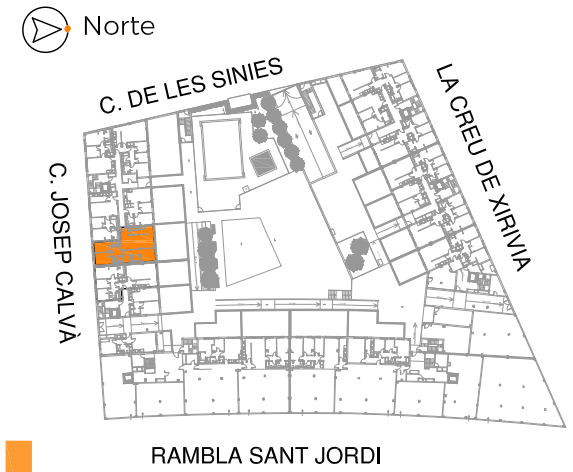 Norte
C. DE LES SINIES
LA CREU DE XIRIVIA
C. JOSEP CALVÀ
RAMBLA SANT JORDI